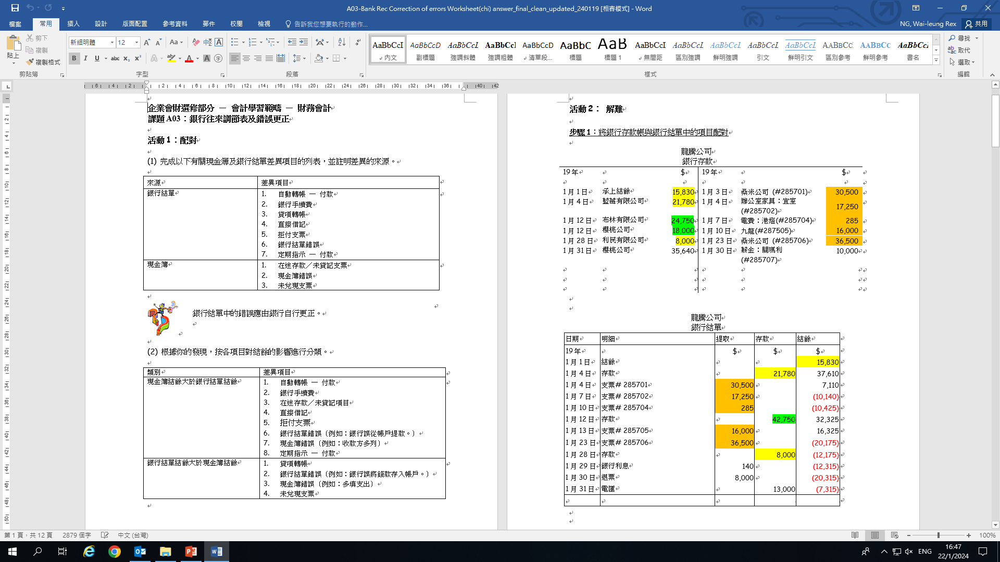 A03-Bank Rec Correction of errors Worksheet(chi) answer_final_clean_updated_240119 [相容模式] - Word
檔案 常用 插入 設計 版面配置 參考資料 郵件 校閱 檢視 告訴我您想要執行的動作... NG, Wai-leung Rex 共用
貼上 剪下 複製 複製格式
新細明體 12
內文 副標題 強調斜體 強調粗體 清單段... 標題 標題 1 無間距 區別強調 鮮明強調 引文 鮮明引文 區別參考 鮮明參考 書名
尋找 取代 選取
剪貼簿 字型 段落 樣式 編輯
企業會財選修部分 — 會計學習範疇 — 財務會計
課題 A03：銀行往來調節表及錯誤更正
活動 1：配對
(1) 完成以下有關現金簿及銀行結單差異項目的列表，並註明差異的來源。
來源 差異項目
銀行結單
1. 自動轉帳 — 付款
2. 銀行手續費
3. 貸項轉帳
4. 直接借記
5. 拒付支票
6. 銀行結單錯誤
7. 定期指示 — 付款
現金簿
1. 在途存款／未貸記支票
2. 現金簿錯誤
3. 未兌現支票
銀行結單中的錯誤應由銀行自行更正。
(2) 根據你的發現，按各項目對結餘的影響進行分類。
類別 差異項目
現金簿結餘大於銀行結單結餘
1. 自動轉帳 — 付款
2. 銀行手續費
3. 在途存款／未貸記項目
4. 直接借記
5. 拒付支票
6. 銀行結單錯誤（例如：銀行誤從帳戶提款。）
7. 現金簿錯誤（例如：收款方多列）
8. 定期指示 — 付款
銀行結單結餘大於現金簿結餘
1. 貸項轉帳
2. 銀行結單錯誤（例如：銀行誤將錢款存入帳戶。）
3. 現金簿錯誤（例如：多填支出）
4. 未兌現支票
活動 2： 解難
步驟 1：將銀行存款帳與銀行結單中的項目配對
龍騰公司
銀行存款
19 年 $ 19 年 $
1 月 1 日 承上結餘 15,830 1 月 3 日 桑米公司 (#285701) 30,500
1 月 4 日 藍莓有限公司 21,780 1 月 4 日 辦公室家具：宜室 (#285702) 17,250
1 月 12 日 布林有限公司 24,750 1 月 7 日 電費：港燈(#285704) 285
1 月 12 日 櫻桃公司 18,000 1 月 10 日 九龍(#287505) 16,000
1 月 28 日 利民有限公司 8,000 1 月 23 日 桑米公司 (#285706) 36,500
1 月 31 日 櫻桃公司 35,640 1 月 30 日 薪金：關瑪利 (#285707) 10,000
龍騰公司
銀行結單
日期 明細 提取 存款 結餘
19 年 $ $ $
1 月 1 日 結餘 15,830
1 月 4 日 存款 21,780 37,610
1 月 4 日 支票# 285701 30,500 7,110
1 月 7 日 支票# 285702 17,250 (10,140)
1 月 10 日 支票# 285704 285 (10,425)
1 月 12 日 存款 42,750 32,325
1 月 13 日 支票# 285705 16,000 16,325
1 月 23 日 支票# 285706 36,500 (20,175)
1 月 28 日 存款 8,000 (12,175)
1 月 29 日 銀行利息 140 (12,315)
1 月 30 日 退票 8,000 (20,315)
1 月 31 日 電匯 13,000 (7,315)
第 1 頁，共 12 頁 2879 個字 中文 (台灣) 100%
ENG 16:47
22/1/2024